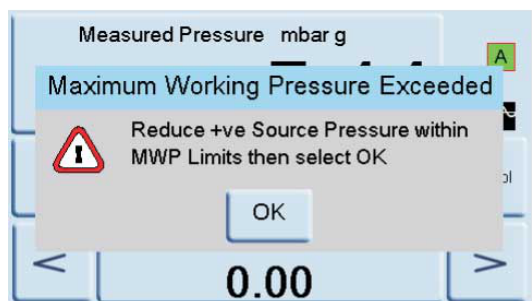 Measured Pressure mbar g
A
Maximum Working Pressure Exceeded
Reduce +ve Source Pressure within
MWP Limits then select OK
OK
<
0.00
>